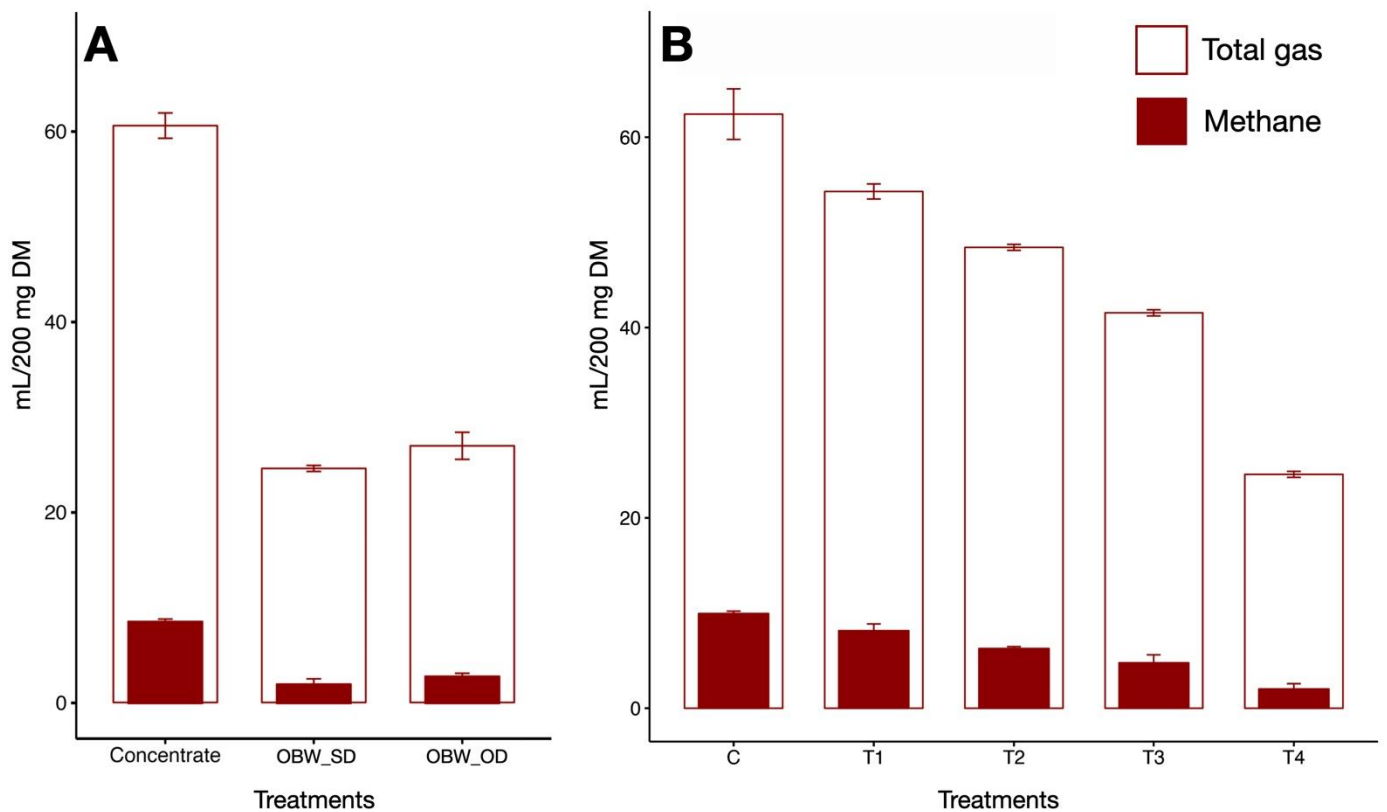 A
mL/200 mg DM
60
40
20
0
Concentrate OBW_SD OBW_OD
Treatments
B
Total gas
Methane
mL/200 mg DM
60
40
20
0
C T1 T2 T3 T4
Treatments